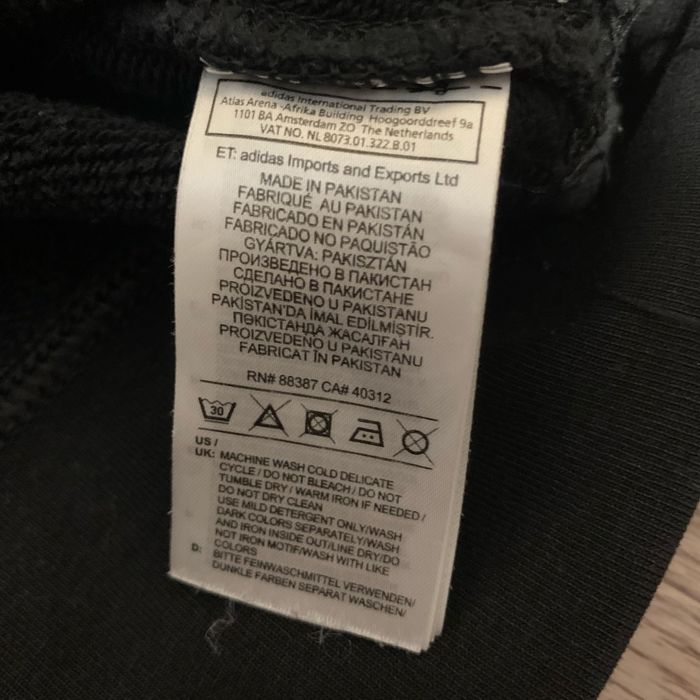 adidas International Trading BV
Atlas Arena -Afrika Building Hoogoorddreef 9a
1101 BA Amsterdam ZO The Netherlands
VAT NO. NL 8073.01.322.B.01
ET: adidas Imports and Exports Ltd
MADE IN PAKISTAN
FABRIQUÉ AU PAKISTAN
FABRICADO EN PAKISTÁN
FABRICADO NO PAQUISTÃO
GYÁRTVA: PAKISZTÁN
ПРОИЗВЕДЕНО В ПАКИСТАН
СДЕЛАНО В ПАКИСТАНЕ
PROIZVEDENO U PAKISTANU
PAKİSTAN'DA İMAL EDİLMİŞTİR.
ПӘКІСТАНДА ЖАСАЛҒАН
PROIZVEDENO U PAKISTANU
FABRICAT ÎN PAKISTAN
RN# 88387 CA# 40312
30
US /
UK: MACHINE WASH COLD DELICATE
CYCLE / DO NOT BLEACH / DO NOT
TUMBLE DRY / WARM IRON IF NEEDED /
DO NOT DRY CLEAN
USE MILD DETERGENT ONLY/WASH
DARK COLORS SEPARATELY/WASH
AND IRON INSIDE OUT/LINE DRY/DO
NOT IRON MOTIF/WASH WITH LIKE
COLORS
D: BITTE FEINWASCHMITTEL VERWENDEN/
DUNKLE FARBEN SEPARAT WASCHEN/